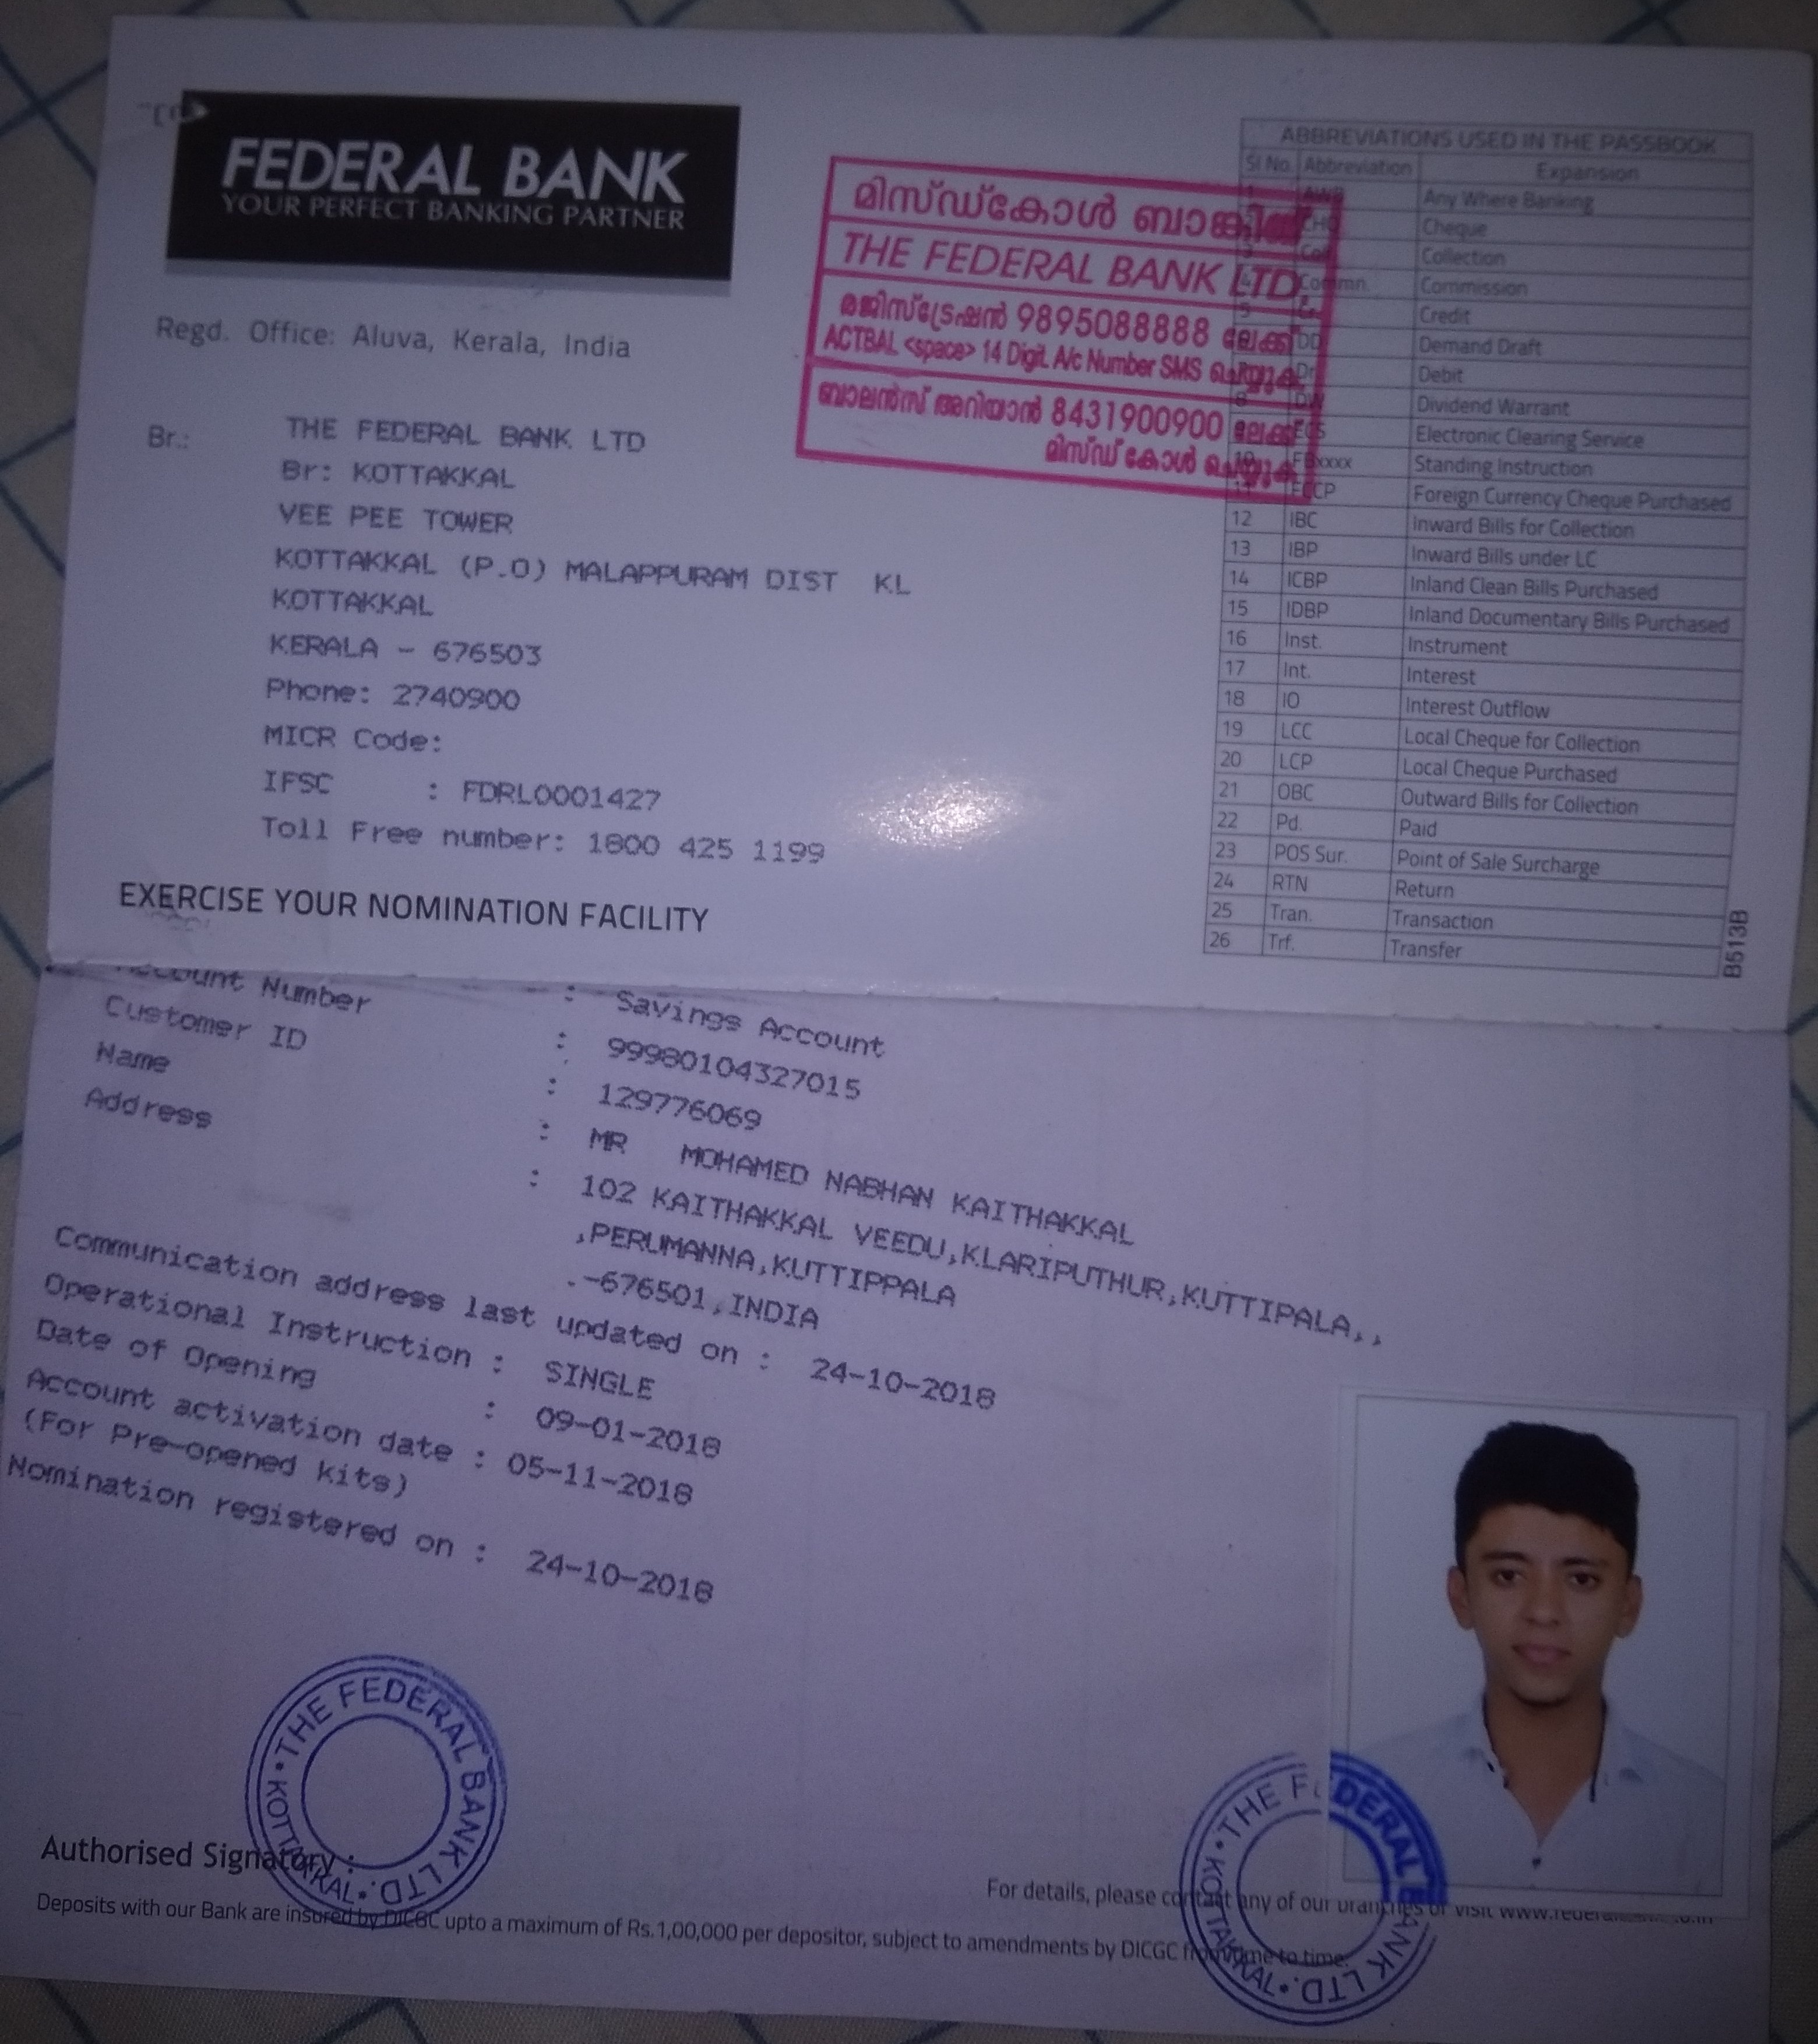 FEDERAL BANK
YOUR PERFECT BANKING PARTNER
Regd. Office: Aluva, Kerala, India
Br.: THE FEDERAL BANK LTD
Br: KOTTAKKAL
VEE PEE TOWER
KOTTAKKAL (P.O) MALAPPURAM DIST KL
KOTTAKKAL
KERALA - 676503
Phone: 2740900
MICR Code:
IFSC : FDRL0001427
Toll Free number: 1800 425 1199
EXERCISE YOUR NOMINATION FACILITY
മിസ്ഡ്കോൾ
THE FEDERAL BANK LTD
രജിസ്ട്രേഷൻ 9895088888 ലേക്ക്
ACTBAL <space> 14 Digit. A/c Number SMS ചെയ്യുക
ബാലൻസ് അറിയാൻ 8431900900 ലേക്ക്
മിസ്ഡ് കോൾ ചെയ്യുക
ABBREVIATIONS USED IN THE PASSBOOK
Sl No. Abbreviation Expansion
1 AWB Any Where Banking
CHQ Cheque
3 Coll Collection
4 Commn. Commission
5 Cr. Credit
DD Demand Draft
Dr. Debit
8 DW Dividend Warrant
ECS Electronic Clearing Service
10 FBxxxx Standing Instruction
11 FCCP Foreign Currency Cheque Purchased
12 IBC Inward Bills for Collection
13 IBP Inward Bills under LC
14 ICBP Inland Clean Bills Purchased
15 IDBP Inland Documentary Bills Purchased
16 Inst. Instrument
17 Int. Interest
18 IO Interest Outflow
19 LCC Local Cheque for Collection
20 LCP Local Cheque Purchased
21 OBC Outward Bills for Collection
22 Pd. Paid
23 POS Sur. Point of Sale Surcharge
24 RTN Return
25 Tran. Transaction
26 Trf. Transfer
B513B
: Savings Account
Account Number : 99980104327015
Customer ID : 129776069
Name : MR MOHAMED NABHAN KAITHAKKAL
Address : 102 KAITHAKKAL VEEDU,KLARIPUTHUR,KUTTIPALA,,
,PERUMANNA,KUTTIPPALA
.-676501,INDIA
Communication address last updated on : 24-10-2018
Operational Instruction : SINGLE
Date of Opening : 09-01-2018
Account activation date : 05-11-2018
(For Pre-opened kits)
Nomination registered on : 24-10-2018
THE FEDERAL BANK LTD. • KOTTAKKAL •
THE FEDERAL BANK LTD. • KOTTAKKAL •
Authorised Signatory :
For details, please contact any of our branches or visit
Deposits with our Bank are insured by DICGC upto a maximum of Rs.1,00,000 per depositor, subject to amendments by DICGC from time to time.